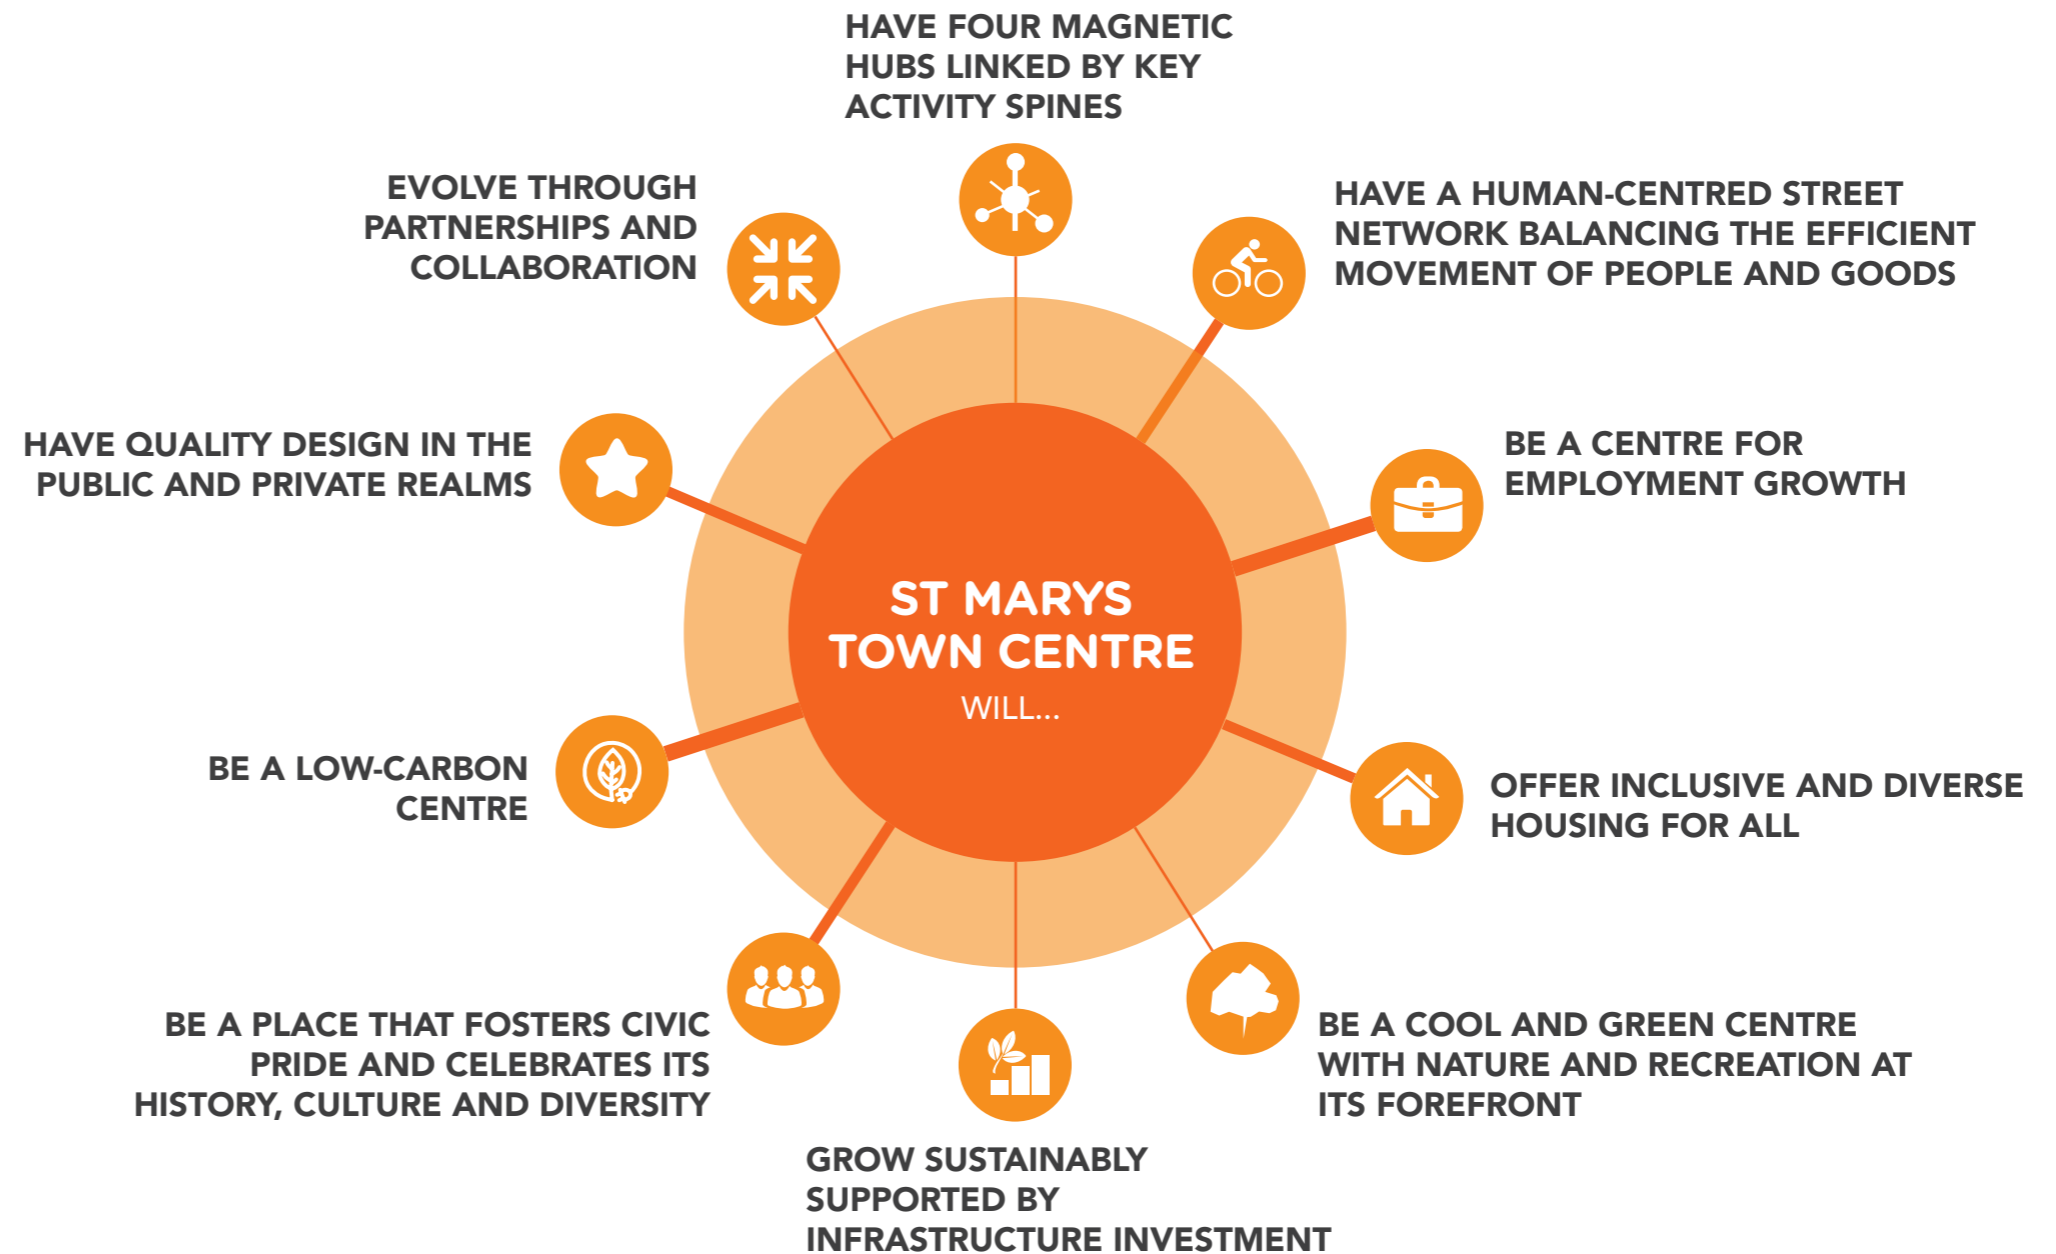 HAVE FOUR MAGNETIC
HUBS LINKED BY KEY
ACTIVITY SPINES
HAVE A HUMAN-CENTRED STREET
NETWORK BALANCING THE EFFICIENT
MOVEMENT OF PEOPLE AND GOODS
BE A CENTRE FOR
EMPLOYMENT GROWTH
OFFER INCLUSIVE AND DIVERSE
HOUSING FOR ALL
BE A COOL AND GREEN CENTRE
WITH NATURE AND RECREATION AT
ITS FOREFRONT
GROW SUSTAINABLY
SUPPORTED BY
INFRASTRUCTURE INVESTMENT
BE A PLACE THAT FOSTERS CIVIC
PRIDE AND CELEBRATES ITS
HISTORY, CULTURE AND DIVERSITY
BE A LOW-CARBON
CENTRE
HAVE QUALITY DESIGN IN THE
PUBLIC AND PRIVATE REALMS
EVOLVE THROUGH
PARTNERSHIPS AND
COLLABORATION
ST MARYS
TOWN CENTRE
WILL...